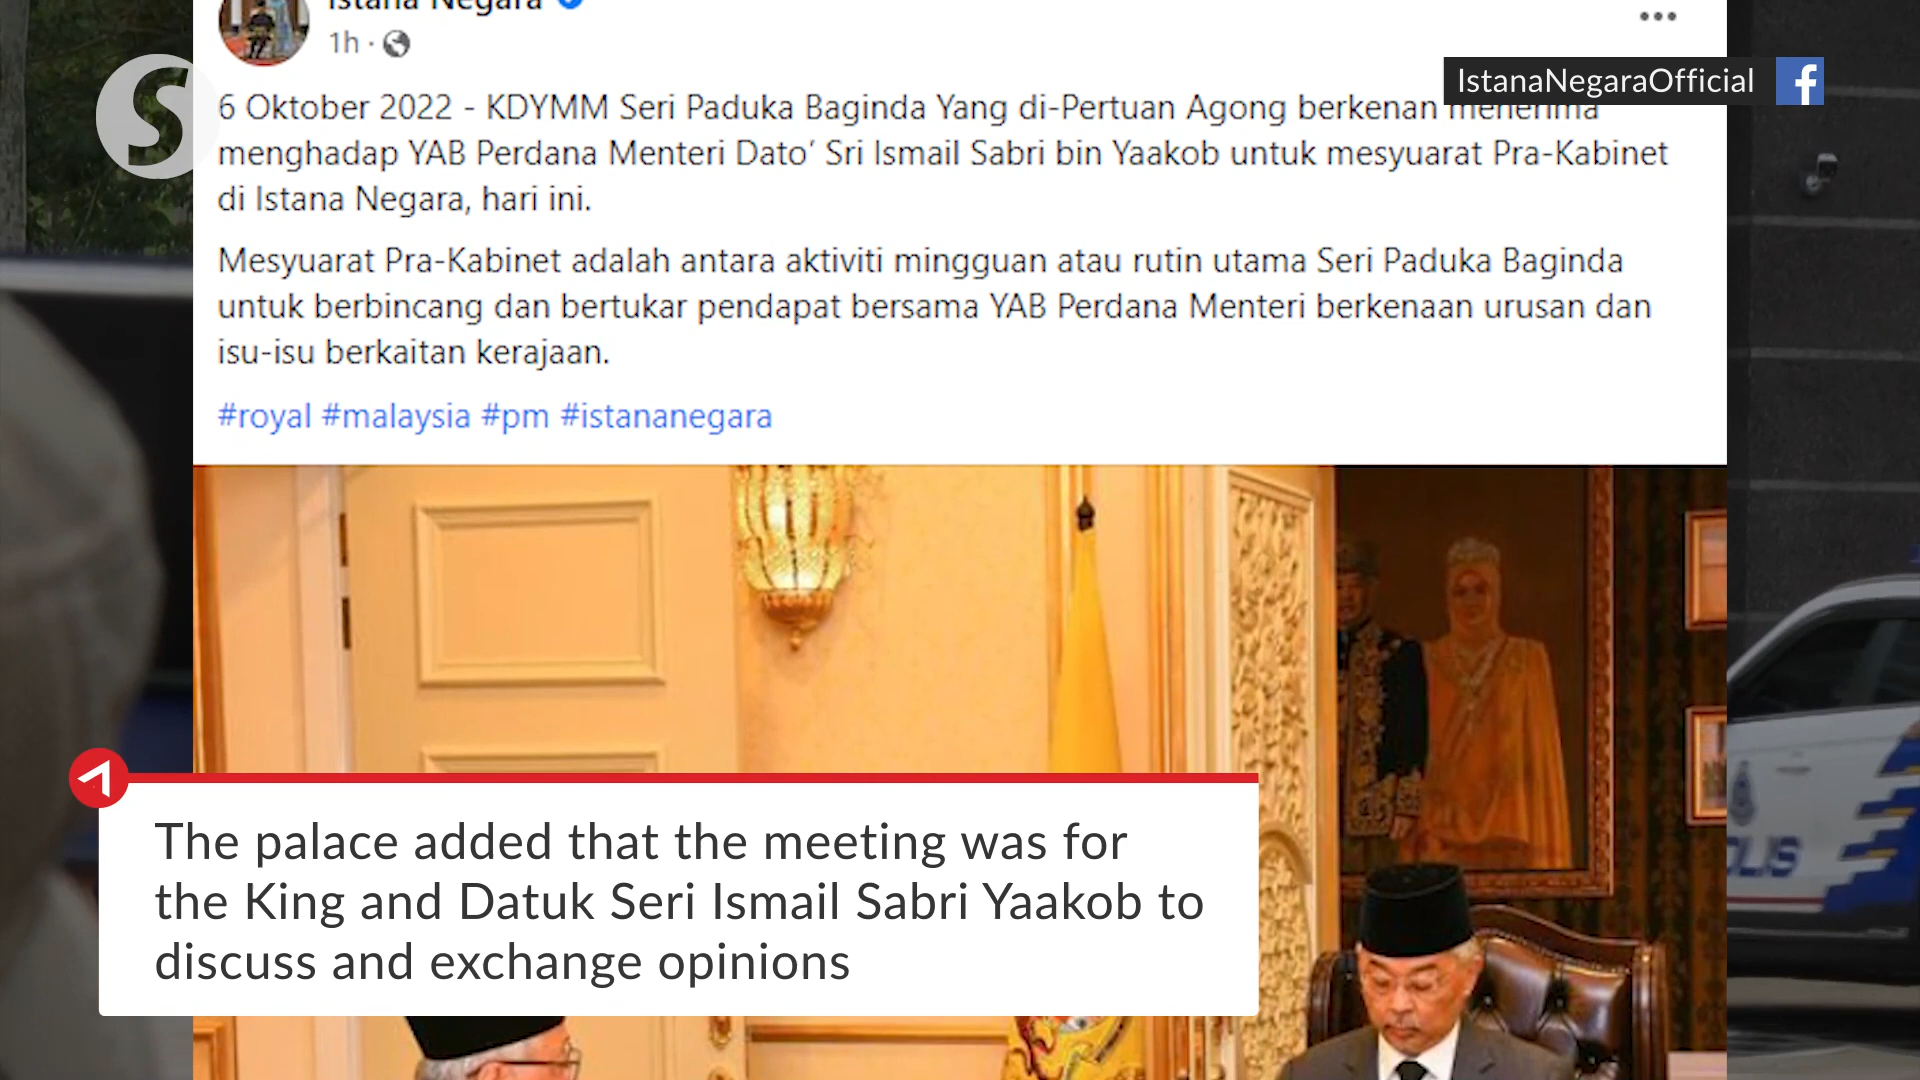 Istana Negara
1h ·
IstanaNegaraOfficial
6 Oktober 2022 - KDYMM Seri Paduka Baginda Yang di-Pertuan Agong berkenan menerima
menghadap YAB Perdana Menteri Dato’ Sri Ismail Sabri bin Yaakob untuk mesyuarat Pra-Kabinet
di Istana Negara, hari ini.
Mesyuarat Pra-Kabinet adalah antara aktiviti mingguan atau rutin utama Seri Paduka Baginda
untuk berbincang dan bertukar pendapat bersama YAB Perdana Menteri berkenaan urusan dan
isu-isu berkaitan kerajaan.
#royal #malaysia #pm #istananegara
The palace added that the meeting was for
the King and Datuk Seri Ismail Sabri Yaakob to
discuss and exchange opinions